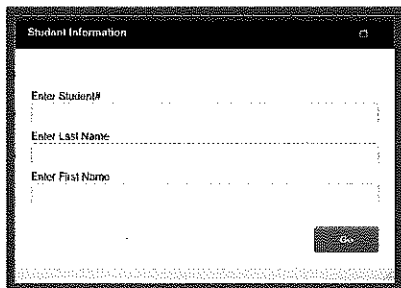 Student Information
Enter Student#
Enter Last Name
Enter First Name
Go